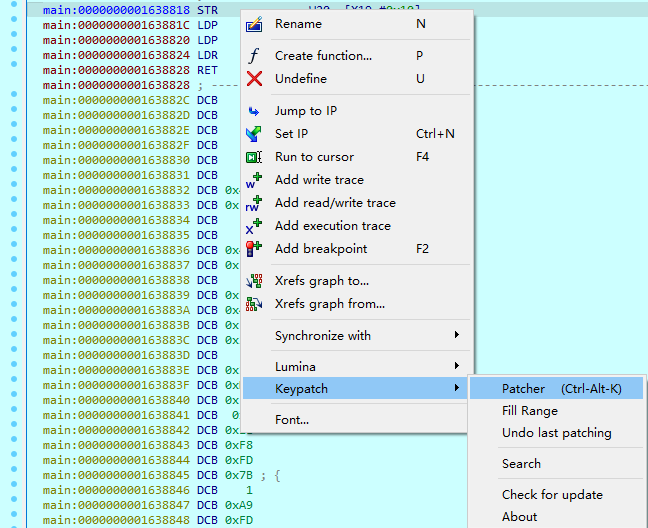 main:0000000001638818 STR
main:000000000163881C LDP
main:0000000001638820 LDP
main:0000000001638824 LDR
main:0000000001638828 RET
main:0000000001638828 ; -----
main:000000000163882C DCB
main:000000000163882D DCB
main:000000000163882E DCB
main:000000000163882F DCB
main:0000000001638830 DCB
main:0000000001638831 DCB
main:0000000001638832 DCB 0x
main:0000000001638833 DCB 0x
main:0000000001638834 DCB
main:0000000001638835 DCB
main:0000000001638836 DCB 0x
main:0000000001638837 DCB 0x
main:0000000001638838 DCB
main:0000000001638839 DCB 0x
main:000000000163883A DCB 0x
main:000000000163883B DCB 0x
main:000000000163883C DCB 0x
main:000000000163883D DCB
main:000000000163883E DCB 0x
main:000000000163883F DCB 0x
main:0000000001638840 DCB 0x
main:0000000001638841 DCB 0
main:0000000001638842 DCB 0x
main:0000000001638843 DCB 0xF8
main:0000000001638844 DCB 0xFD
main:0000000001638845 DCB 0x7B ; {
main:0000000001638846 DCB 1
main:0000000001638847 DCB 0xA9
main:0000000001638848 DCB 0xFD
Rename N
Create function... P
Undefine U
Jump to IP
Set IP Ctrl+N
Run to cursor F4
Add write trace
Add read/write trace
Add execution trace
Add breakpoint F2
Xrefs graph to...
Xrefs graph from...
Synchronize with
Lumina
Keypatch
Font...
Patcher (Ctrl-Alt-K)
Fill Range
Undo last patching
Search
Check for update
About